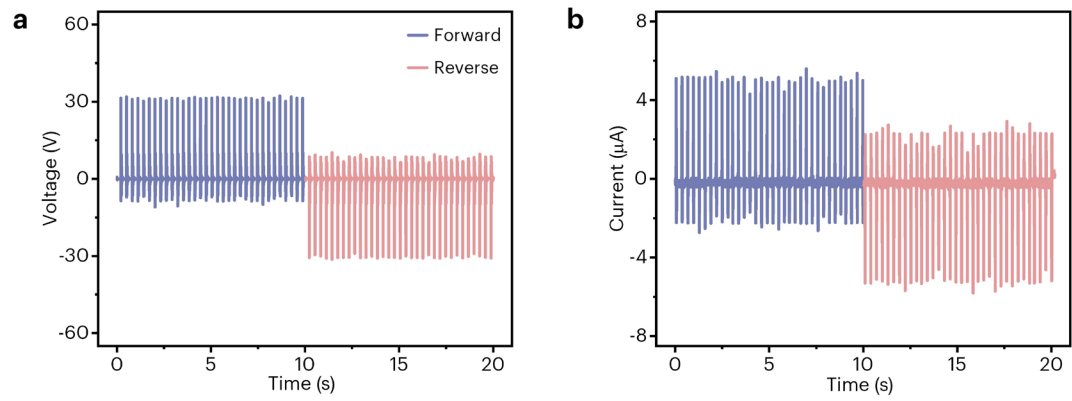 a
60
30
0
-30
-60
Voltage (V)
Forward
Reverse
0 5 10 15 20
Time (s)
b
8
4
0
-4
-8
Current (μA)
0 5 10 15 20
Time (s)